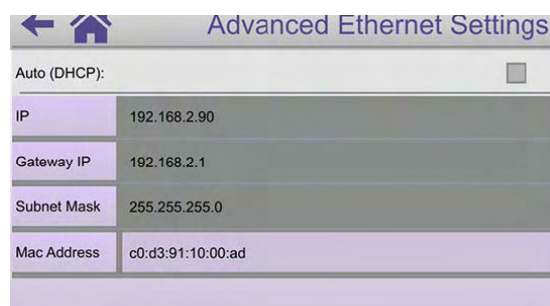 Advanced Ethernet Settings
Auto (DHCP):
IP 192.168.2.90
Gateway IP 192.168.2.1
Subnet Mask 255.255.255.0
Mac Address c0:d3:91:10:00:ad